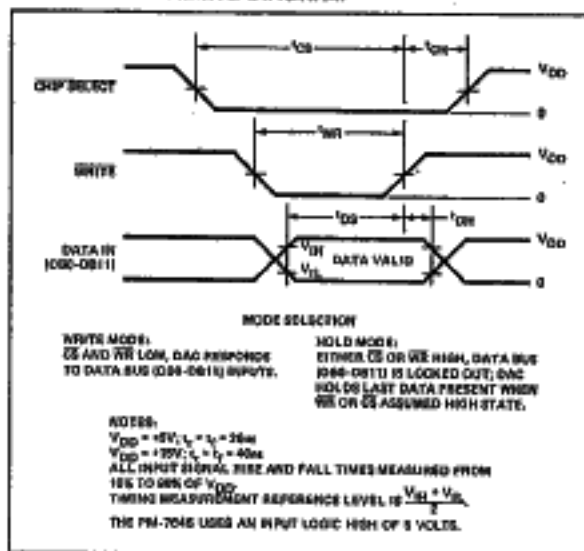 tCS
tCH
CHIP SELECT
VDD
0
tWR
WRITE
VDD
0
tDS
tDH
DATA IN
(DB0-DB11)
VIH
VIL
DATA VALID
VDD
0
MODE SELECTION
WRITE MODE:
CS AND WR LOW, DAC RESPONDS
TO DATA BUS (DB0-DB11) INPUTS.
HOLD MODE:
EITHER CS OR WR HIGH, DATA BUS
(DB0-DB11) IS LOCKED OUT; DAC
HOLDS LAST DATA PRESENT WHEN
WR OR CS ASSUMED HIGH STATE.
NOTES:
VDD = +5V; tr = tf = 20ns
VDD = +15V; tr = tf = 40ns
ALL INPUT SIGNAL RISE AND FALL TIMES MEASURED FROM
10% TO 90% OF VDD.
TIMING MEASUREMENT REFERENCE LEVEL IS VIH + VIL / 2
THE PM-7645 USES AN INPUT LOGIC HIGH OF 5 VOLTS.